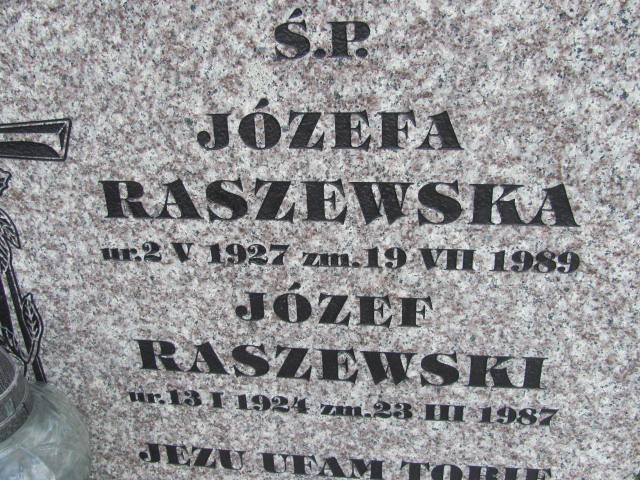 Ś.P.
JÓZEFA
RASZEWSKA
ur.2 V 1927 zm.19 VII 1989
JÓZEF
RASZEWSKI
ur.13 I 1924 zm.23 III 1987
JEZU UFAM TOBIE